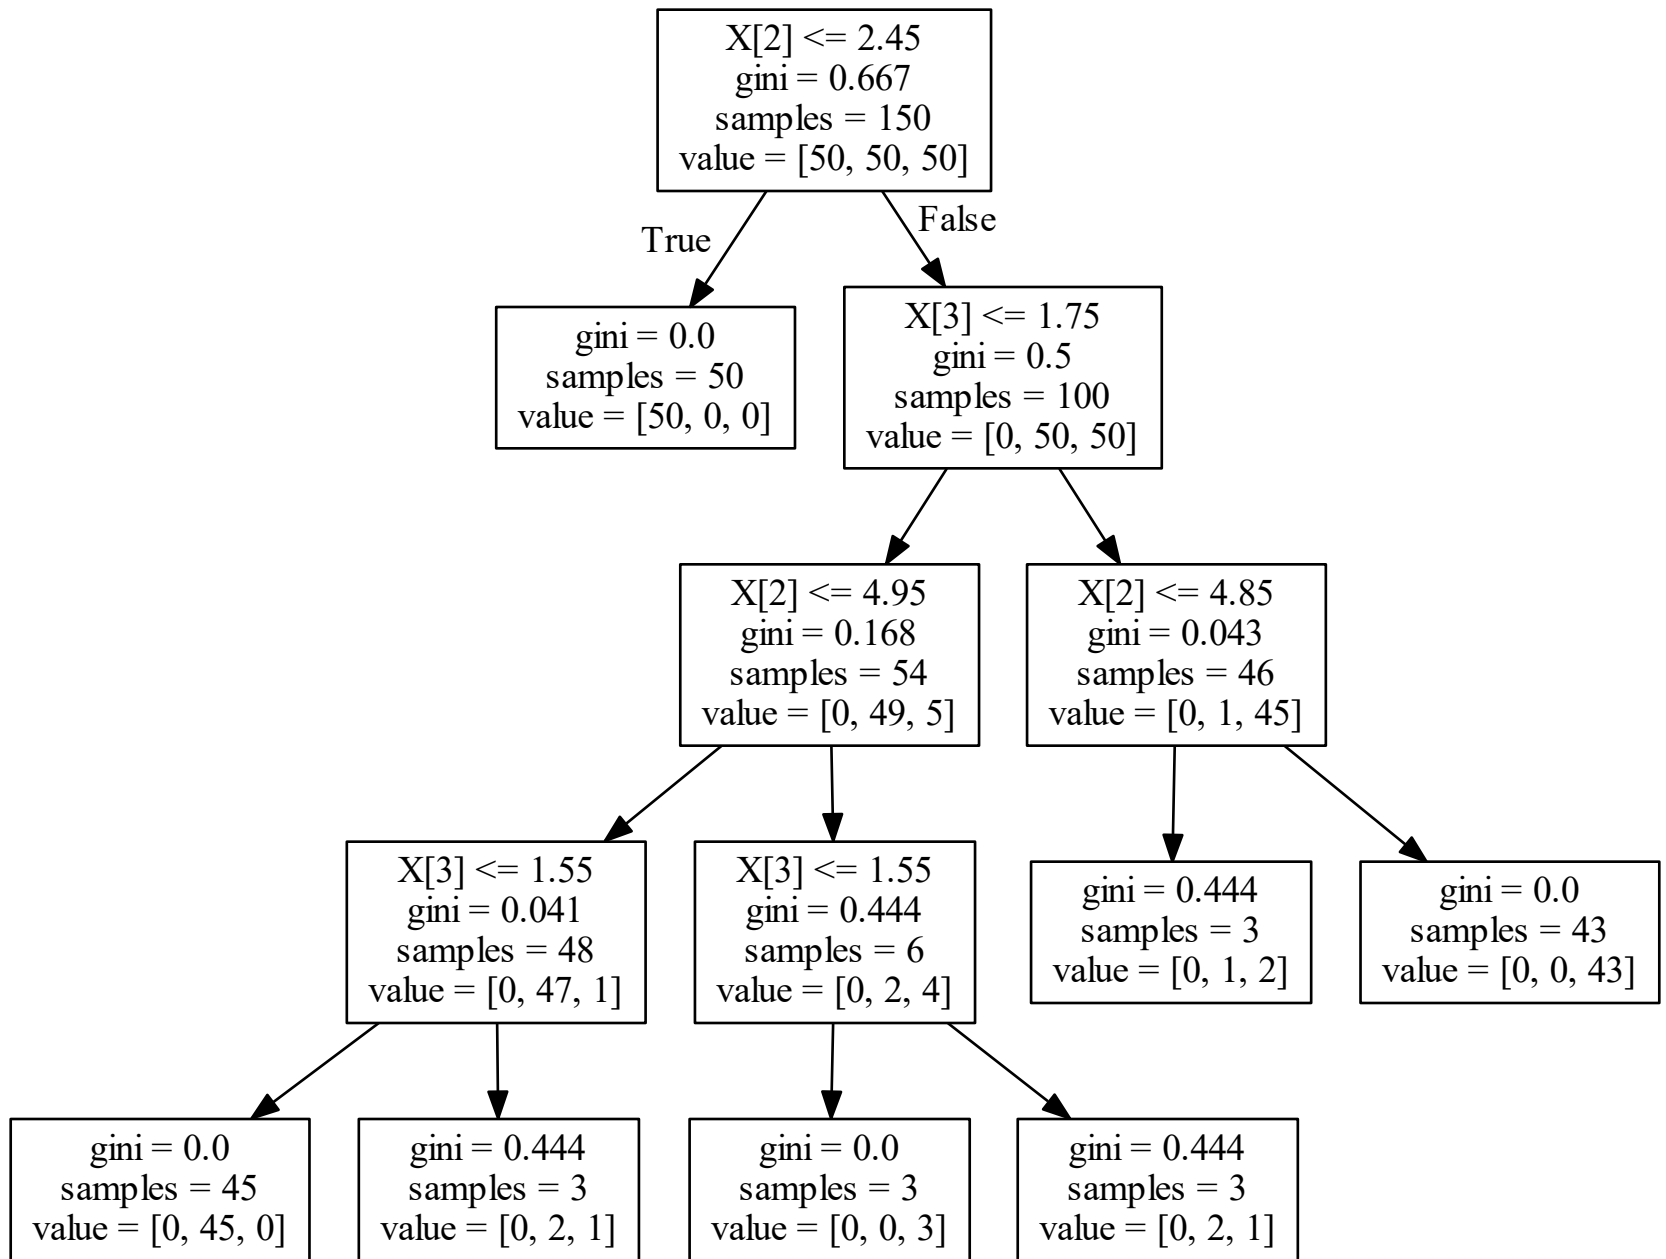 X[2] <= 2.45
gini = 0.667
samples = 150
value = [50, 50, 50]
True
False
gini = 0.0
samples = 50
value = [50, 0, 0]
X[3] <= 1.75
gini = 0.5
samples = 100
value = [0, 50, 50]
X[2] <= 4.95
gini = 0.168
samples = 54
value = [0, 49, 5]
X[2] <= 4.85
gini = 0.043
samples = 46
value = [0, 1, 45]
X[3] <= 1.55
gini = 0.041
samples = 48
value = [0, 47, 1]
X[3] <= 1.55
gini = 0.444
samples = 6
value = [0, 2, 4]
gini = 0.444
samples = 3
value = [0, 1, 2]
gini = 0.0
samples = 43
value = [0, 0, 43]
gini = 0.0
samples = 45
value = [0, 45, 0]
gini = 0.444
samples = 3
value = [0, 2, 1]
gini = 0.0
samples = 3
value = [0, 0, 3]
gini = 0.444
samples = 3
value = [0, 2, 1]